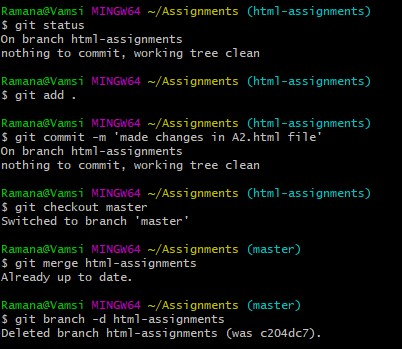 Ramana@Vamsi MINGW64 ~/Assignments (html-assignments)
$ git status
On branch html-assignments
nothing to commit, working tree clean
Ramana@Vamsi MINGW64 ~/Assignments (html-assignments)
$ git add .
Ramana@Vamsi MINGW64 ~/Assignments (html-assignments)
$ git commit -m 'made changes in A2.html file'
On branch html-assignments
nothing to commit, working tree clean
Ramana@Vamsi MINGW64 ~/Assignments (html-assignments)
$ git checkout master
Switched to branch 'master'
Ramana@Vamsi MINGW64 ~/Assignments (master)
$ git merge html-assignments
Already up to date.
Ramana@Vamsi MINGW64 ~/Assignments (master)
$ git branch -d html-assignments
Deleted branch html-assignments (was c204dc7).